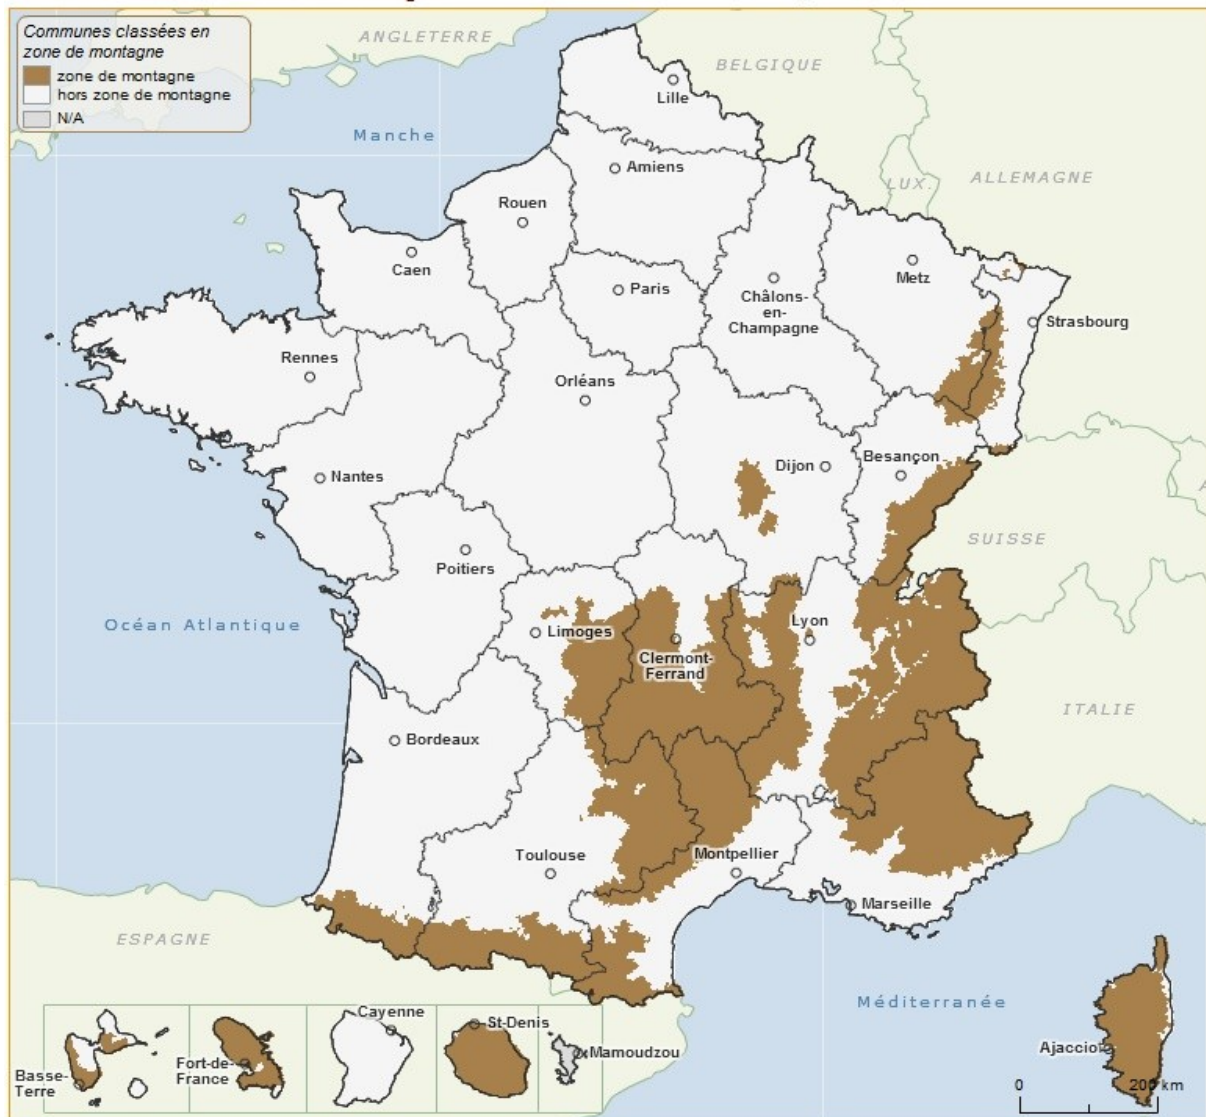 Communes classées en
zone de montagne
zone de montagne
hors zone de montagne
N/A
ANGLETERRE
BELGIQUE
Lille
Manche
Amiens
LUX.
ALLEMAGNE
Rouen
Caen
Paris
Metz
Châlons-
en-
Champagne
Strasbourg
Rennes
Orléans
Nantes
Dijon
Besançon
SUISSE
Poitiers
Océan Atlantique
Limoges
Lyon
Clermont-
Ferrand
ITALIE
Bordeaux
Toulouse
Montpellier
Marseille
ESPAGNE
Méditerranée
Cayenne
St-Denis
Mamoudzou
Fort-de-
France
Basse-
Terre
Ajaccio
0
200 km